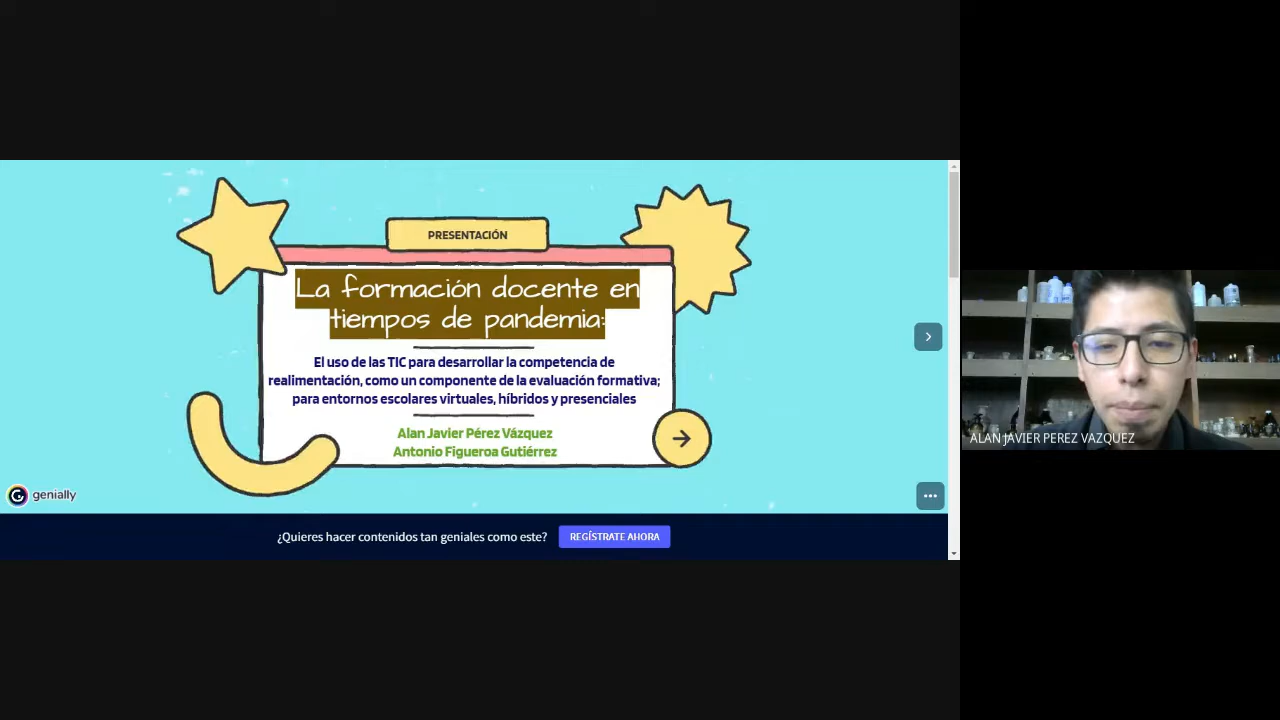 PRESENTACIÓN
La formación docente en
tiempos de pandemia:
El uso de las TIC para desarrollar la competencia de
realimentación, como un componente de la evaluación formativa;
para entornos escolares virtuales, híbridos y presenciales
Alan Javier Pérez Vázquez
Antonio Figueroa Gutiérrez
genially
¿Quieres hacer contenidos tan geniales como este?
REGÍSTRATE AHORA
ALAN JAVIER PEREZ VAZQUEZ